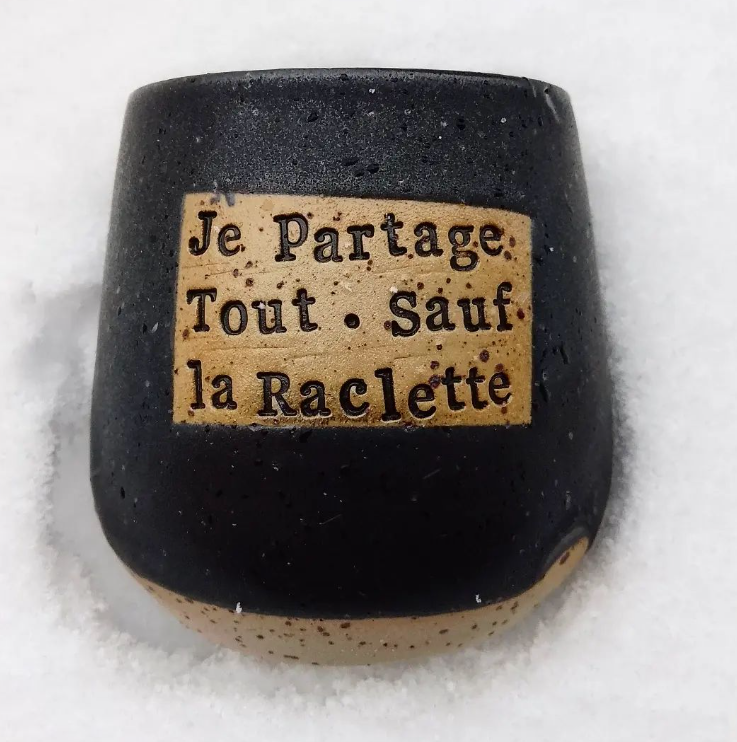 Je Partage
Tout • Sauf
la Raclette